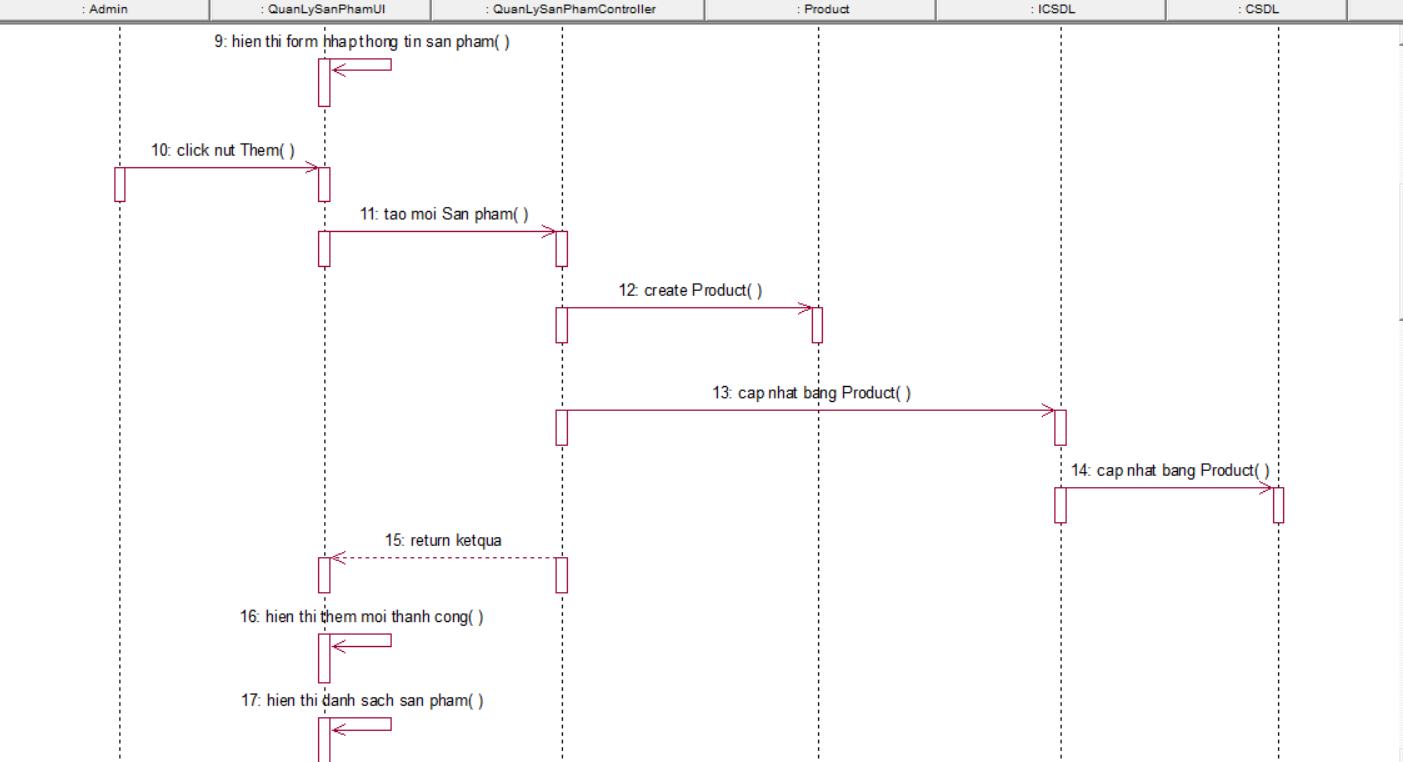 : Admin
: QuanLySanPhamUI
: QuanLySanPhamController
: Product
: ICSDL
: CSDL
9: hien thi form hhap thong tin san pham( )
10: click nut Them( )
11: tao moi San pham( )
12: create Product( )
13: cap nhat bang Product( )
14: cap nhat bang Product( )
15: return ketqua
16: hien thi them moi thanh cong( )
17: hien thi danh sach san pham( )